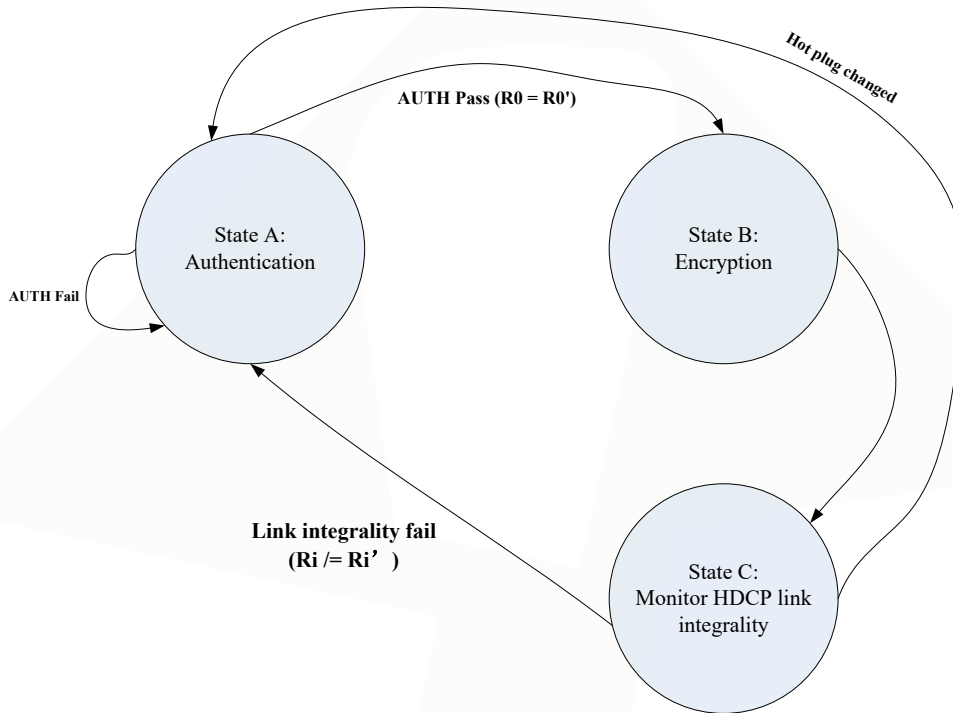 Hot plug changed
AUTH Pass (R0 = R0')
State A:
Authentication
State B:
Encryption
AUTH Fail
Link integrality fail
(Ri /= Ri’ )
State C:
Monitor HDCP link
integrality